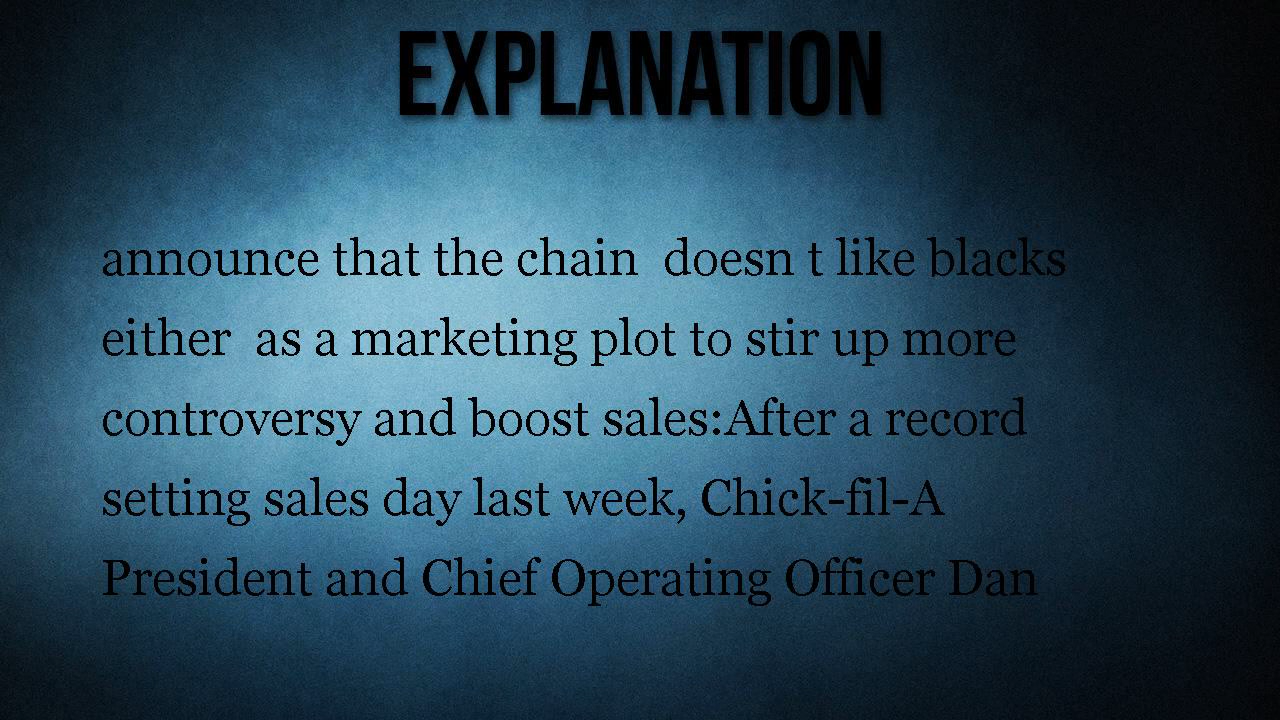 EXPLANATION
announce that the chain  doesn t like blacks
either  as a marketing plot to stir up more
controversy and boost sales:After a record
setting sales day last week, Chick-fil-A
President and Chief Operating Officer Dan